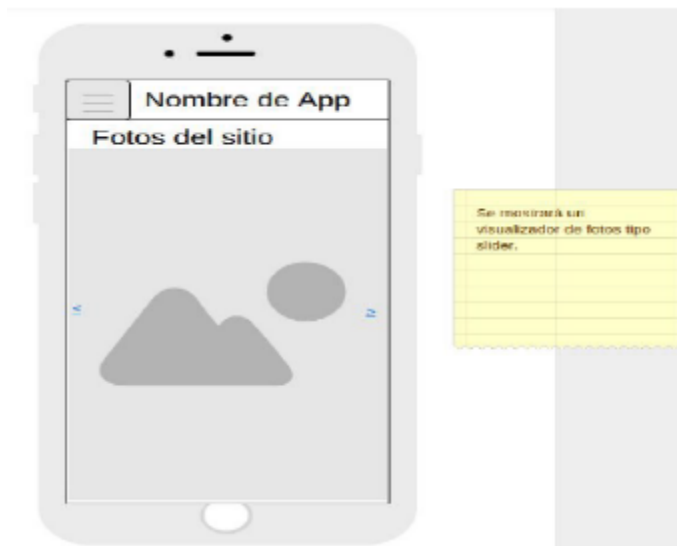 Nombre de App
Fotos del sitio
<
>
Se mostrará un
visualizador de fotos tipo
slider.